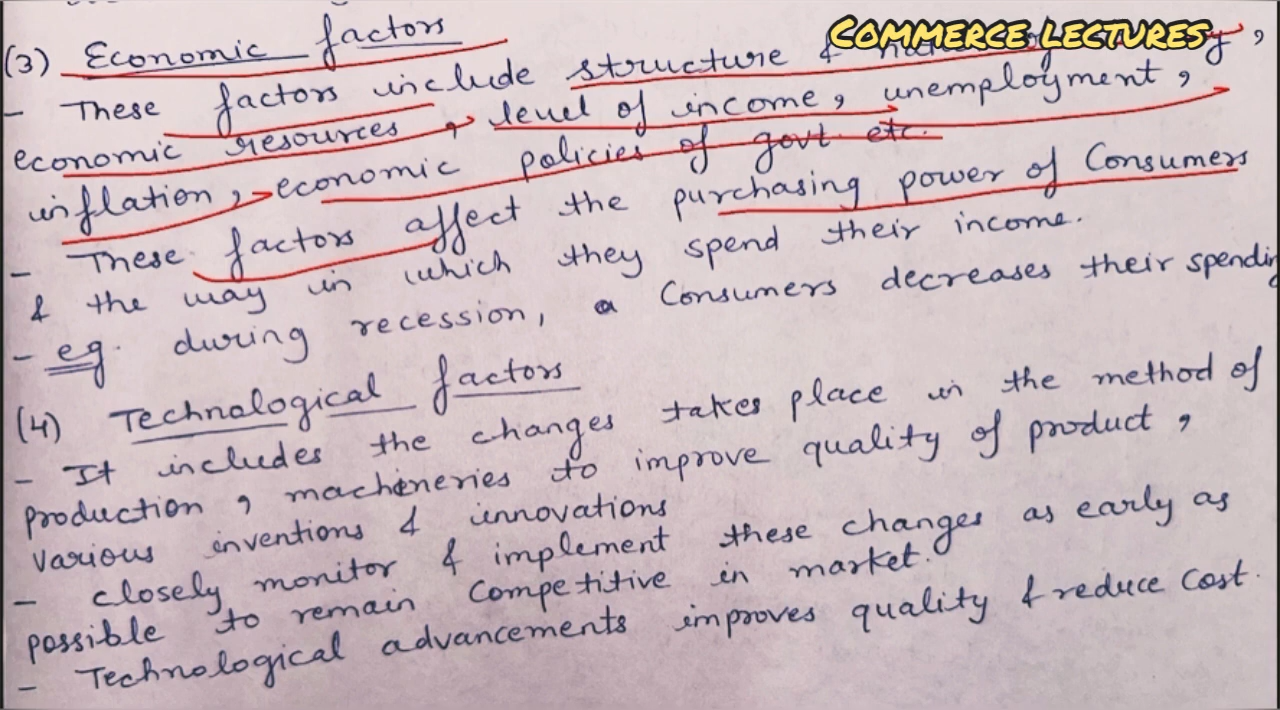 COMMERCE LECTURES
(3) Economic factors
- These factors include structure &
economic resources, level of income, unemployment,
inflation, economic policies of govt. etc.
- These factors affect the purchasing power of Consumers
& the way in which they spend their income.
- eg. during recession, a Consumers decreases their spending
(4) Technological factors
- It includes the changes takes place in the method of
production, machineries to improve quality of product,
various inventions & innovations
- closely monitor & implement these changes as early as
possible to remain Competitive in market.
- Technological advancements improves quality & reduce Cost.